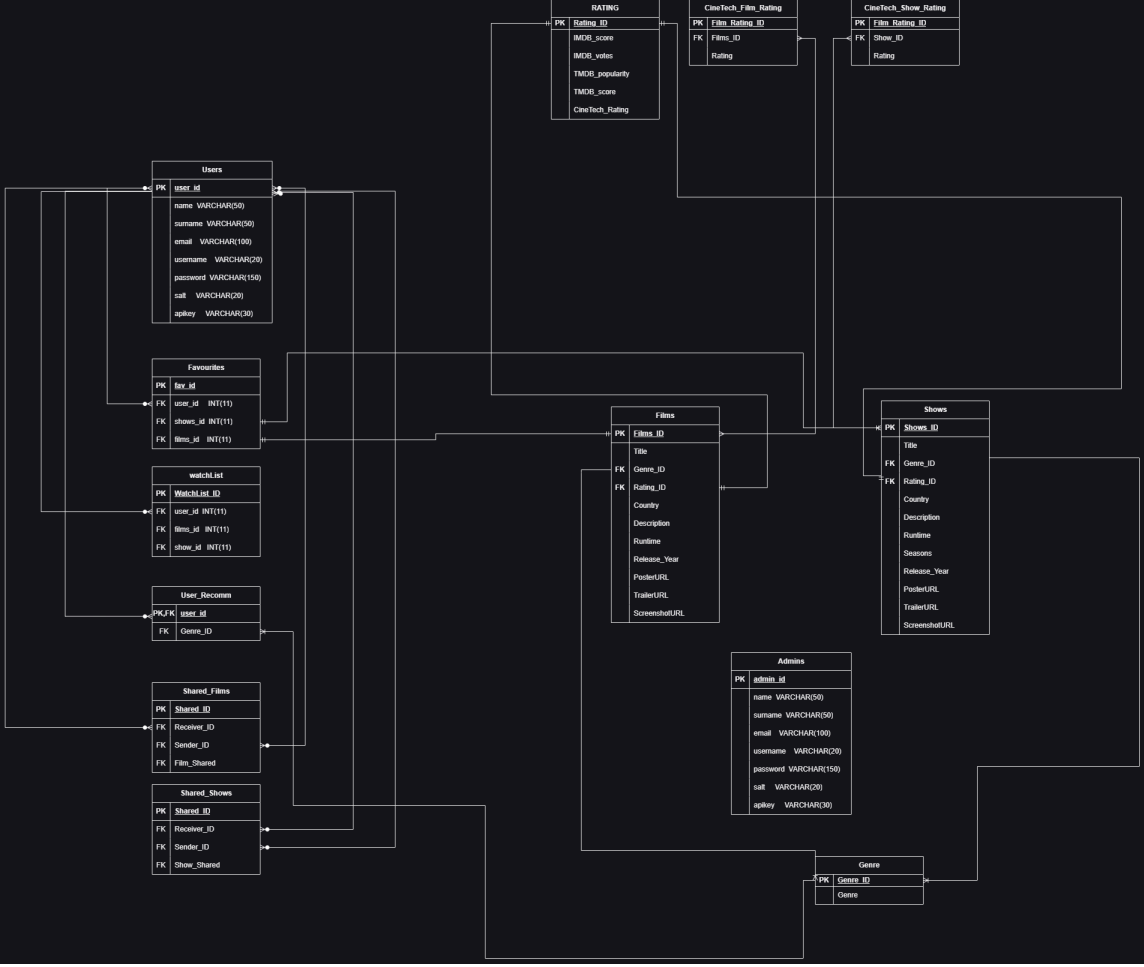 RATING
PK Rating_ID
IMDB_score
IMDB_votes
TMDB_popularity
TMDB_score
CineTech_Rating
CineTech_Film_Rating
PK Film_Rating_ID
FK Films_ID
Rating
CineTech_Show_Rating
PK Film_Rating_ID
FK Show_ID
Rating
Users
PK user_id
name VARCHAR(50)
surname VARCHAR(50)
email VARCHAR(100)
username VARCHAR(20)
password VARCHAR(150)
salt VARCHAR(20)
apikey VARCHAR(30)
Favourites
PK fav_id
FK user_id INT(11)
FK shows_id INT(11)
FK films_id INT(11)
watchList
PK WatchList_ID
FK user_id INT(11)
FK films_id INT(11)
FK show_id INT(11)
User_Recomm
PK,FK user_id
FK Genre_ID
Shared_Films
PK Shared_ID
FK Receiver_ID
FK Sender_ID
FK Film_Shared
Shared_Shows
PK Shared_ID
FK Receiver_ID
FK Sender_ID
FK Show_Shared
Films
PK Films_ID
Title
FK Genre_ID
FK Rating_ID
Country
Description
Runtime
Release_Year
PosterURL
TrailerURL
ScreenshotURL
Shows
PK Shows_ID
Title
FK Genre_ID
FK Rating_ID
Country
Description
Runtime
Seasons
Release_Year
PosterURL
TrailerURL
ScreenshotURL
Admins
PK admin_id
name VARCHAR(50)
surname VARCHAR(50)
email VARCHAR(100)
username VARCHAR(20)
password VARCHAR(150)
salt VARCHAR(20)
apikey VARCHAR(30)
Genre
PK Genre_ID
Genre